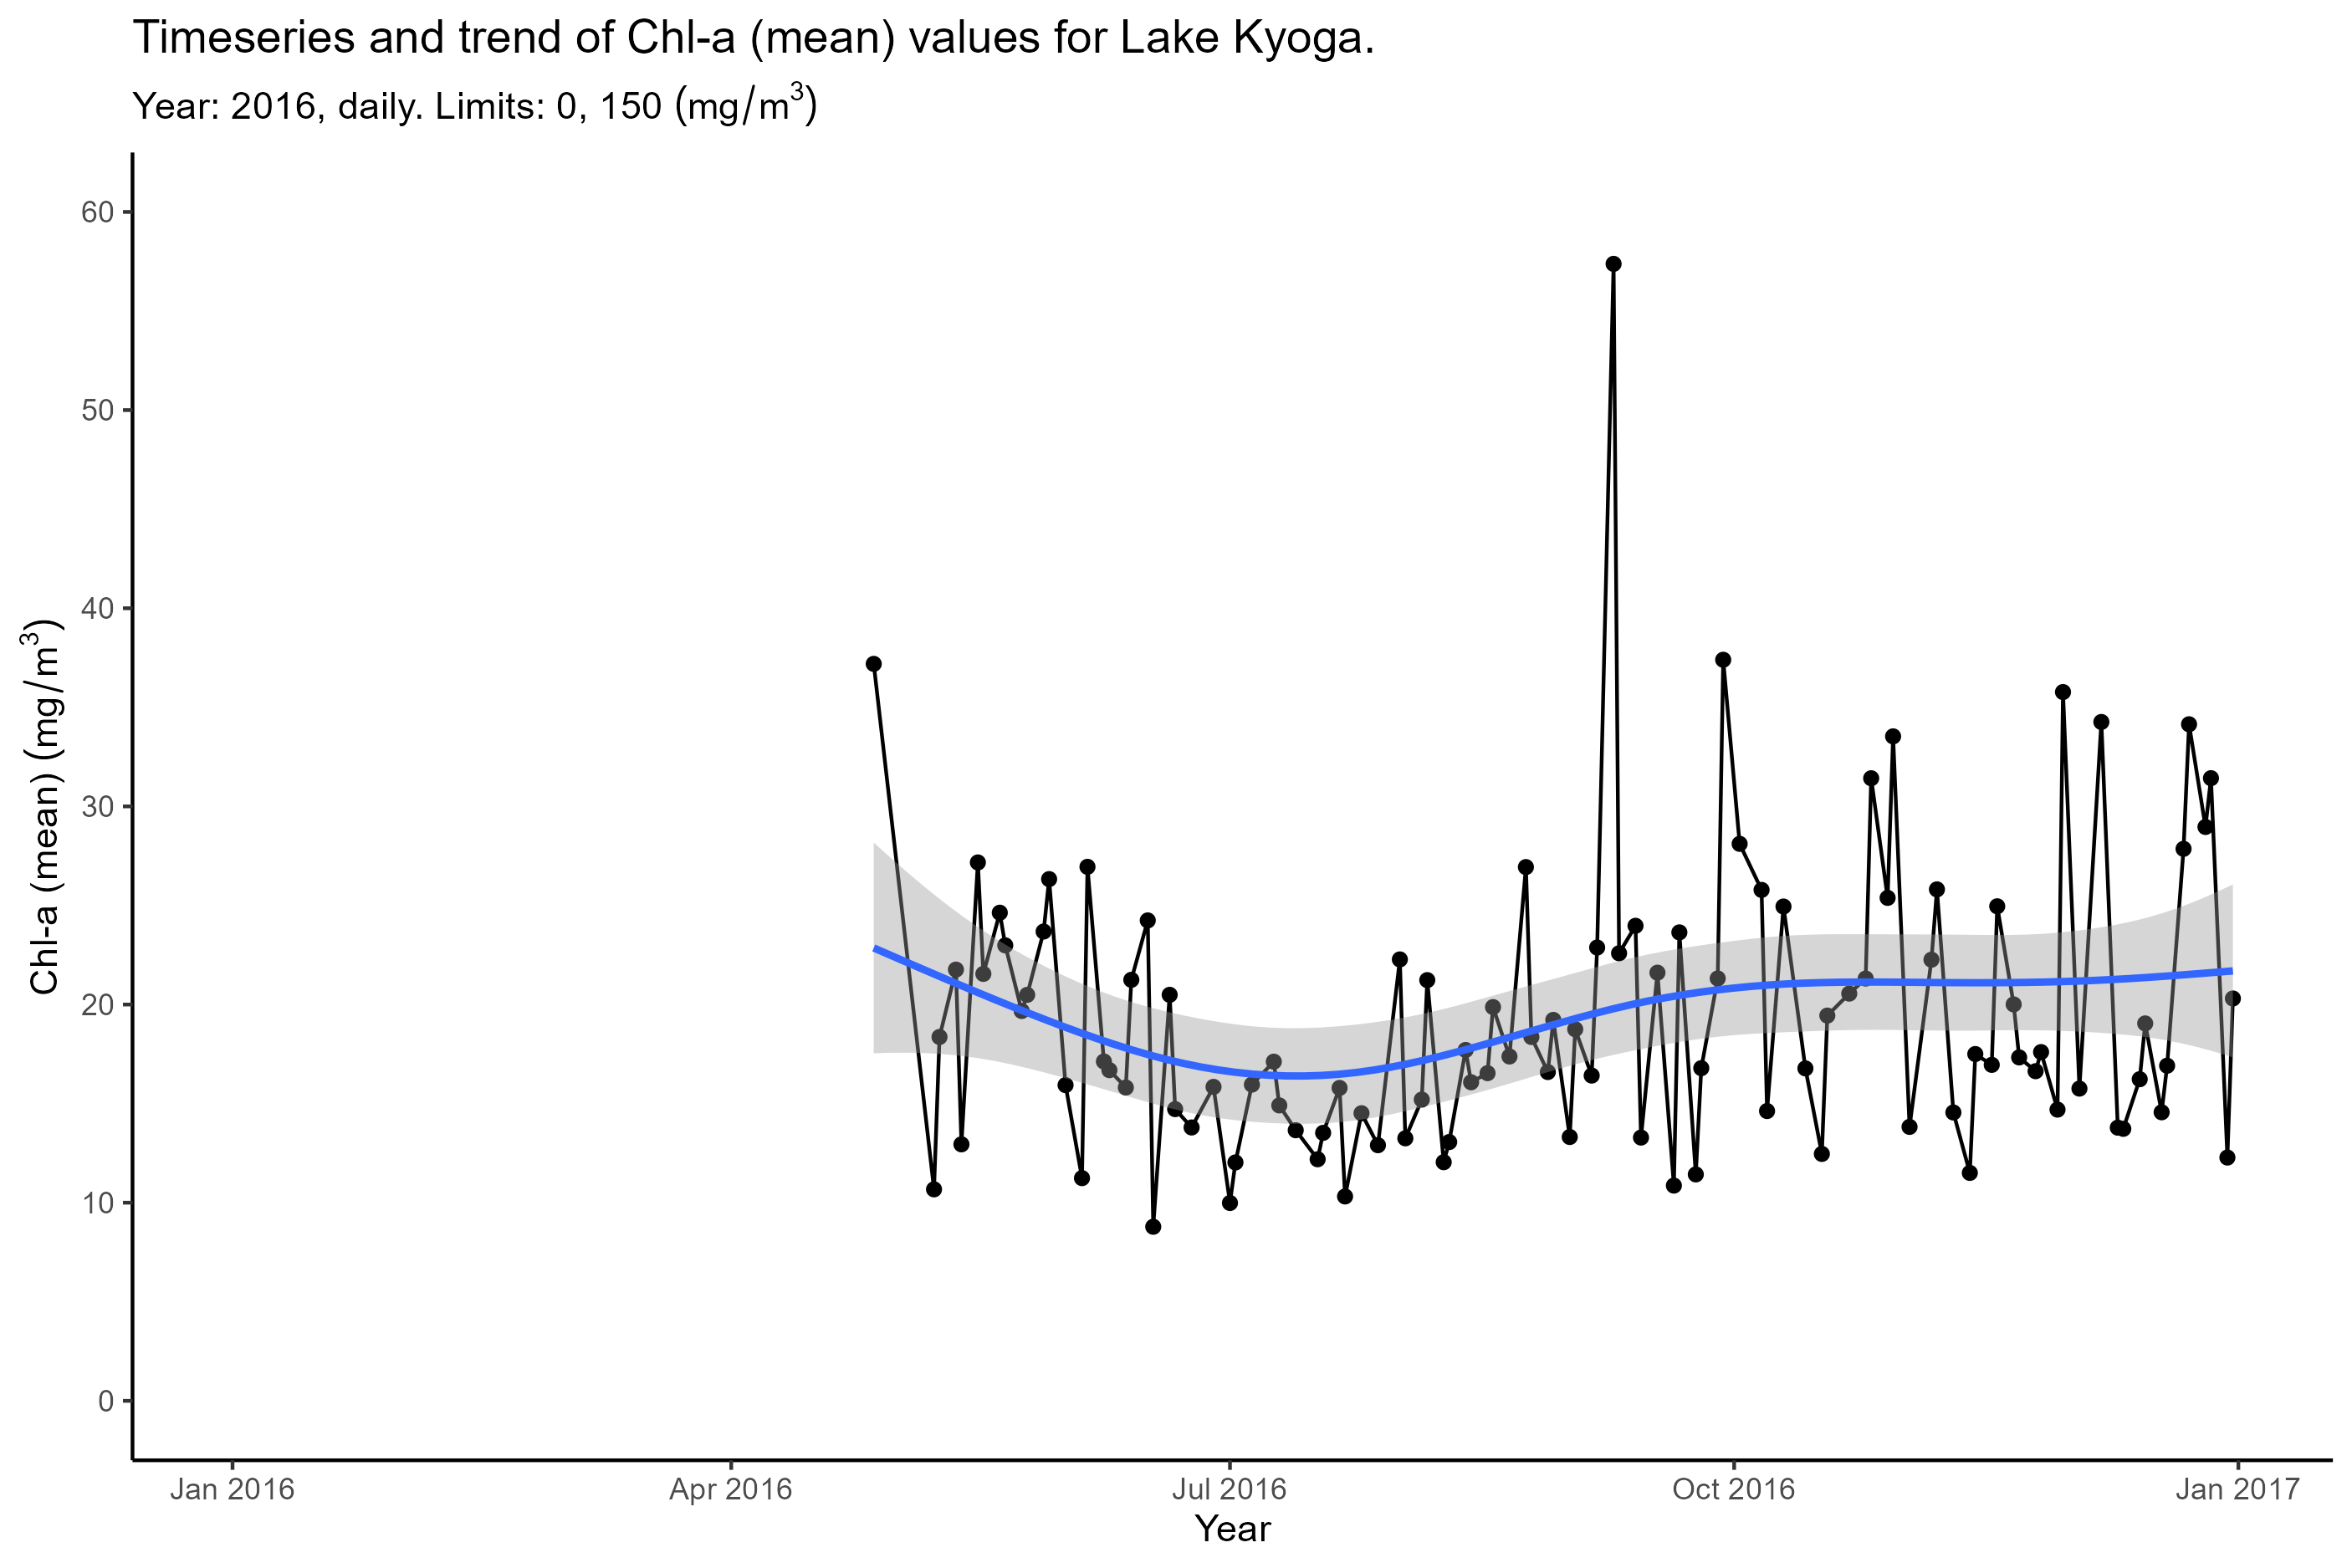 Timeseries and trend of Chl-a (mean) values for Lake Kyoga.
Year: 2016, daily. Limits: 0, 150 (mg/m³)
Chl-a (mean) (mg/m³)
60
50
40
30
20
10
0
Jan 2016 Apr 2016 Jul 2016 Oct 2016 Jan 2017
Year